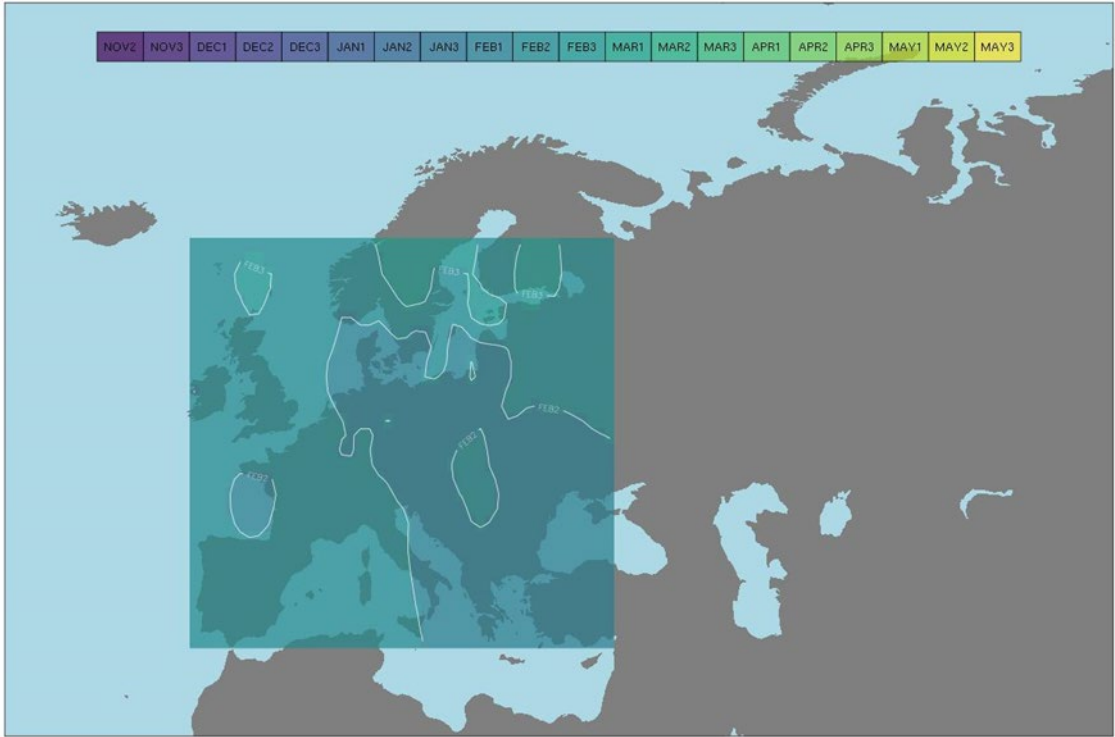 NOV2 NOV3 DEC1 DEC2 DEC3 JAN1 JAN2 JAN3 FEB1 FEB2 FEB3 MAR1 MAR2 MAR3 APR1 APR2 APR3 MAY1 MAY2 MAY3
FEB3
FEB3
FEB3
FEB2
FEB2
FEB2